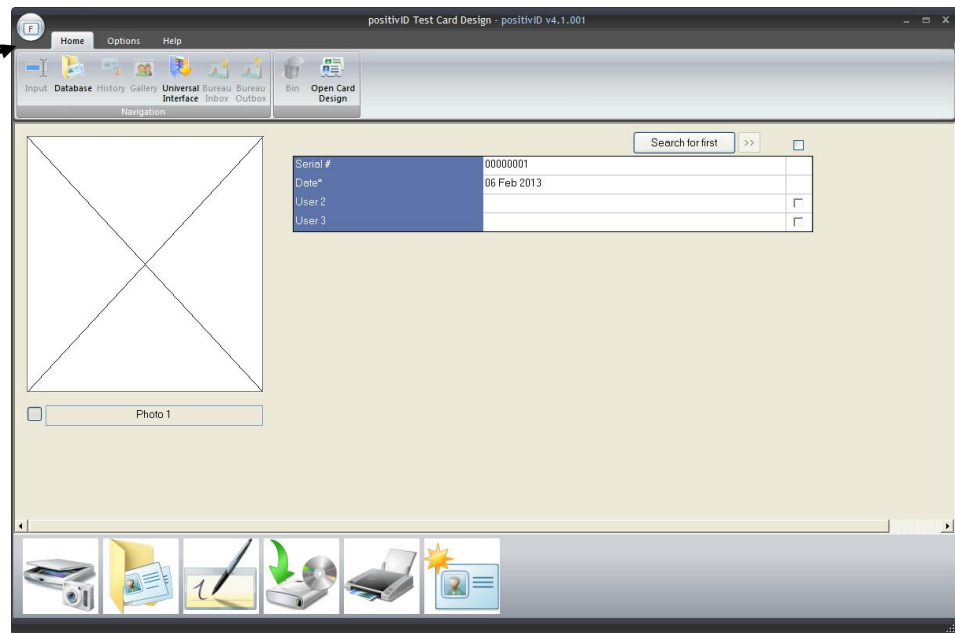 positivID Test Card Design - positivID v4.1.001
F
Home Options Help
Input Database History Gallery Universal Interface Bureau Inbox Bureau Outbox Bin Open Card Design
Navigation
Search for first >>
Serial # 00000001
Date* 06 Feb 2013
User 2
User 3
Photo 1